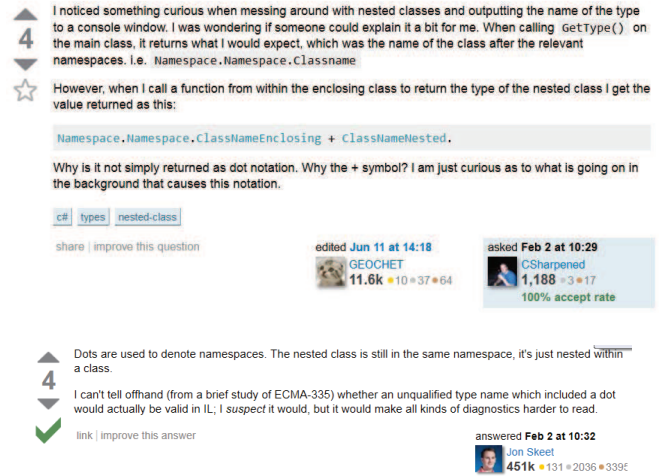 I noticed something curious when messing around with nested classes and outputting the name of the type
to a console window. I was wondering if someone could explain it a bit for me. When calling GetType() on
4
the main class, it returns what I would expect, which was the name of the class after the relevant
namespaces. I.e. Namespace.Namespace.Classname
However, when I call a function from within the enclosing class to return the type of the nested class I get the
value returned as this:
Namespace.Namespace.ClassNameEnclosing + ClassNameNested.
Why is it not simply returned as dot notation. Why the + symbol? I am just curious as to what is going on in
the background that causes this notation.
c# types nested-class
share | improve this question
edited Jun 11 at 14:18
GEOCHET
11.6k 10 37 64
asked Feb 2 at 10:29
CSharpened
1,188 3 17
100% accept rate
Dots are used to denote namespaces. The nested class is still in the same namespace, it's just nested within
a class.
4
I can't tell offhand (from a brief study of ECMA-335) whether an unqualified type name which included a dot
would actually be valid in IL; I suspect it would, but it would make all kinds of diagnostics harder to read.
link | improve this answer
answered Feb 2 at 10:32
Jon Skeet
451k 131 2036